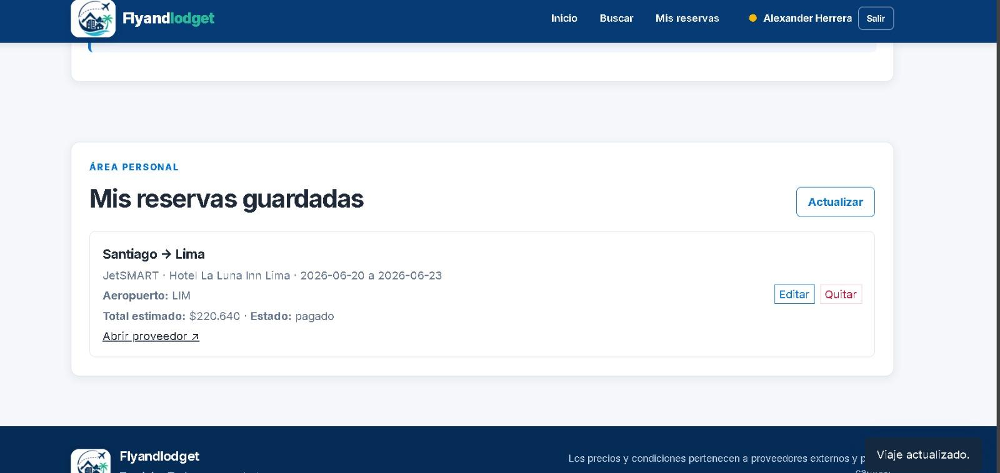 Flyandlodget
Inicio Buscar Mis reservas Alexander Herrera Salir
ÁREA PERSONAL
Mis reservas guardadas
Actualizar
Santiago → Lima
JetSMART · Hotel La Luna Inn Lima · 2026-06-20 a 2026-06-23
Aeropuerto: LIM
Total estimado: $220.640 · Estado: pagado
Abrir proveedor ↗
Editar Quitar
Flyandlodget
Los precios y condiciones pertenecen a proveedores externos y
Viaje actualizado.